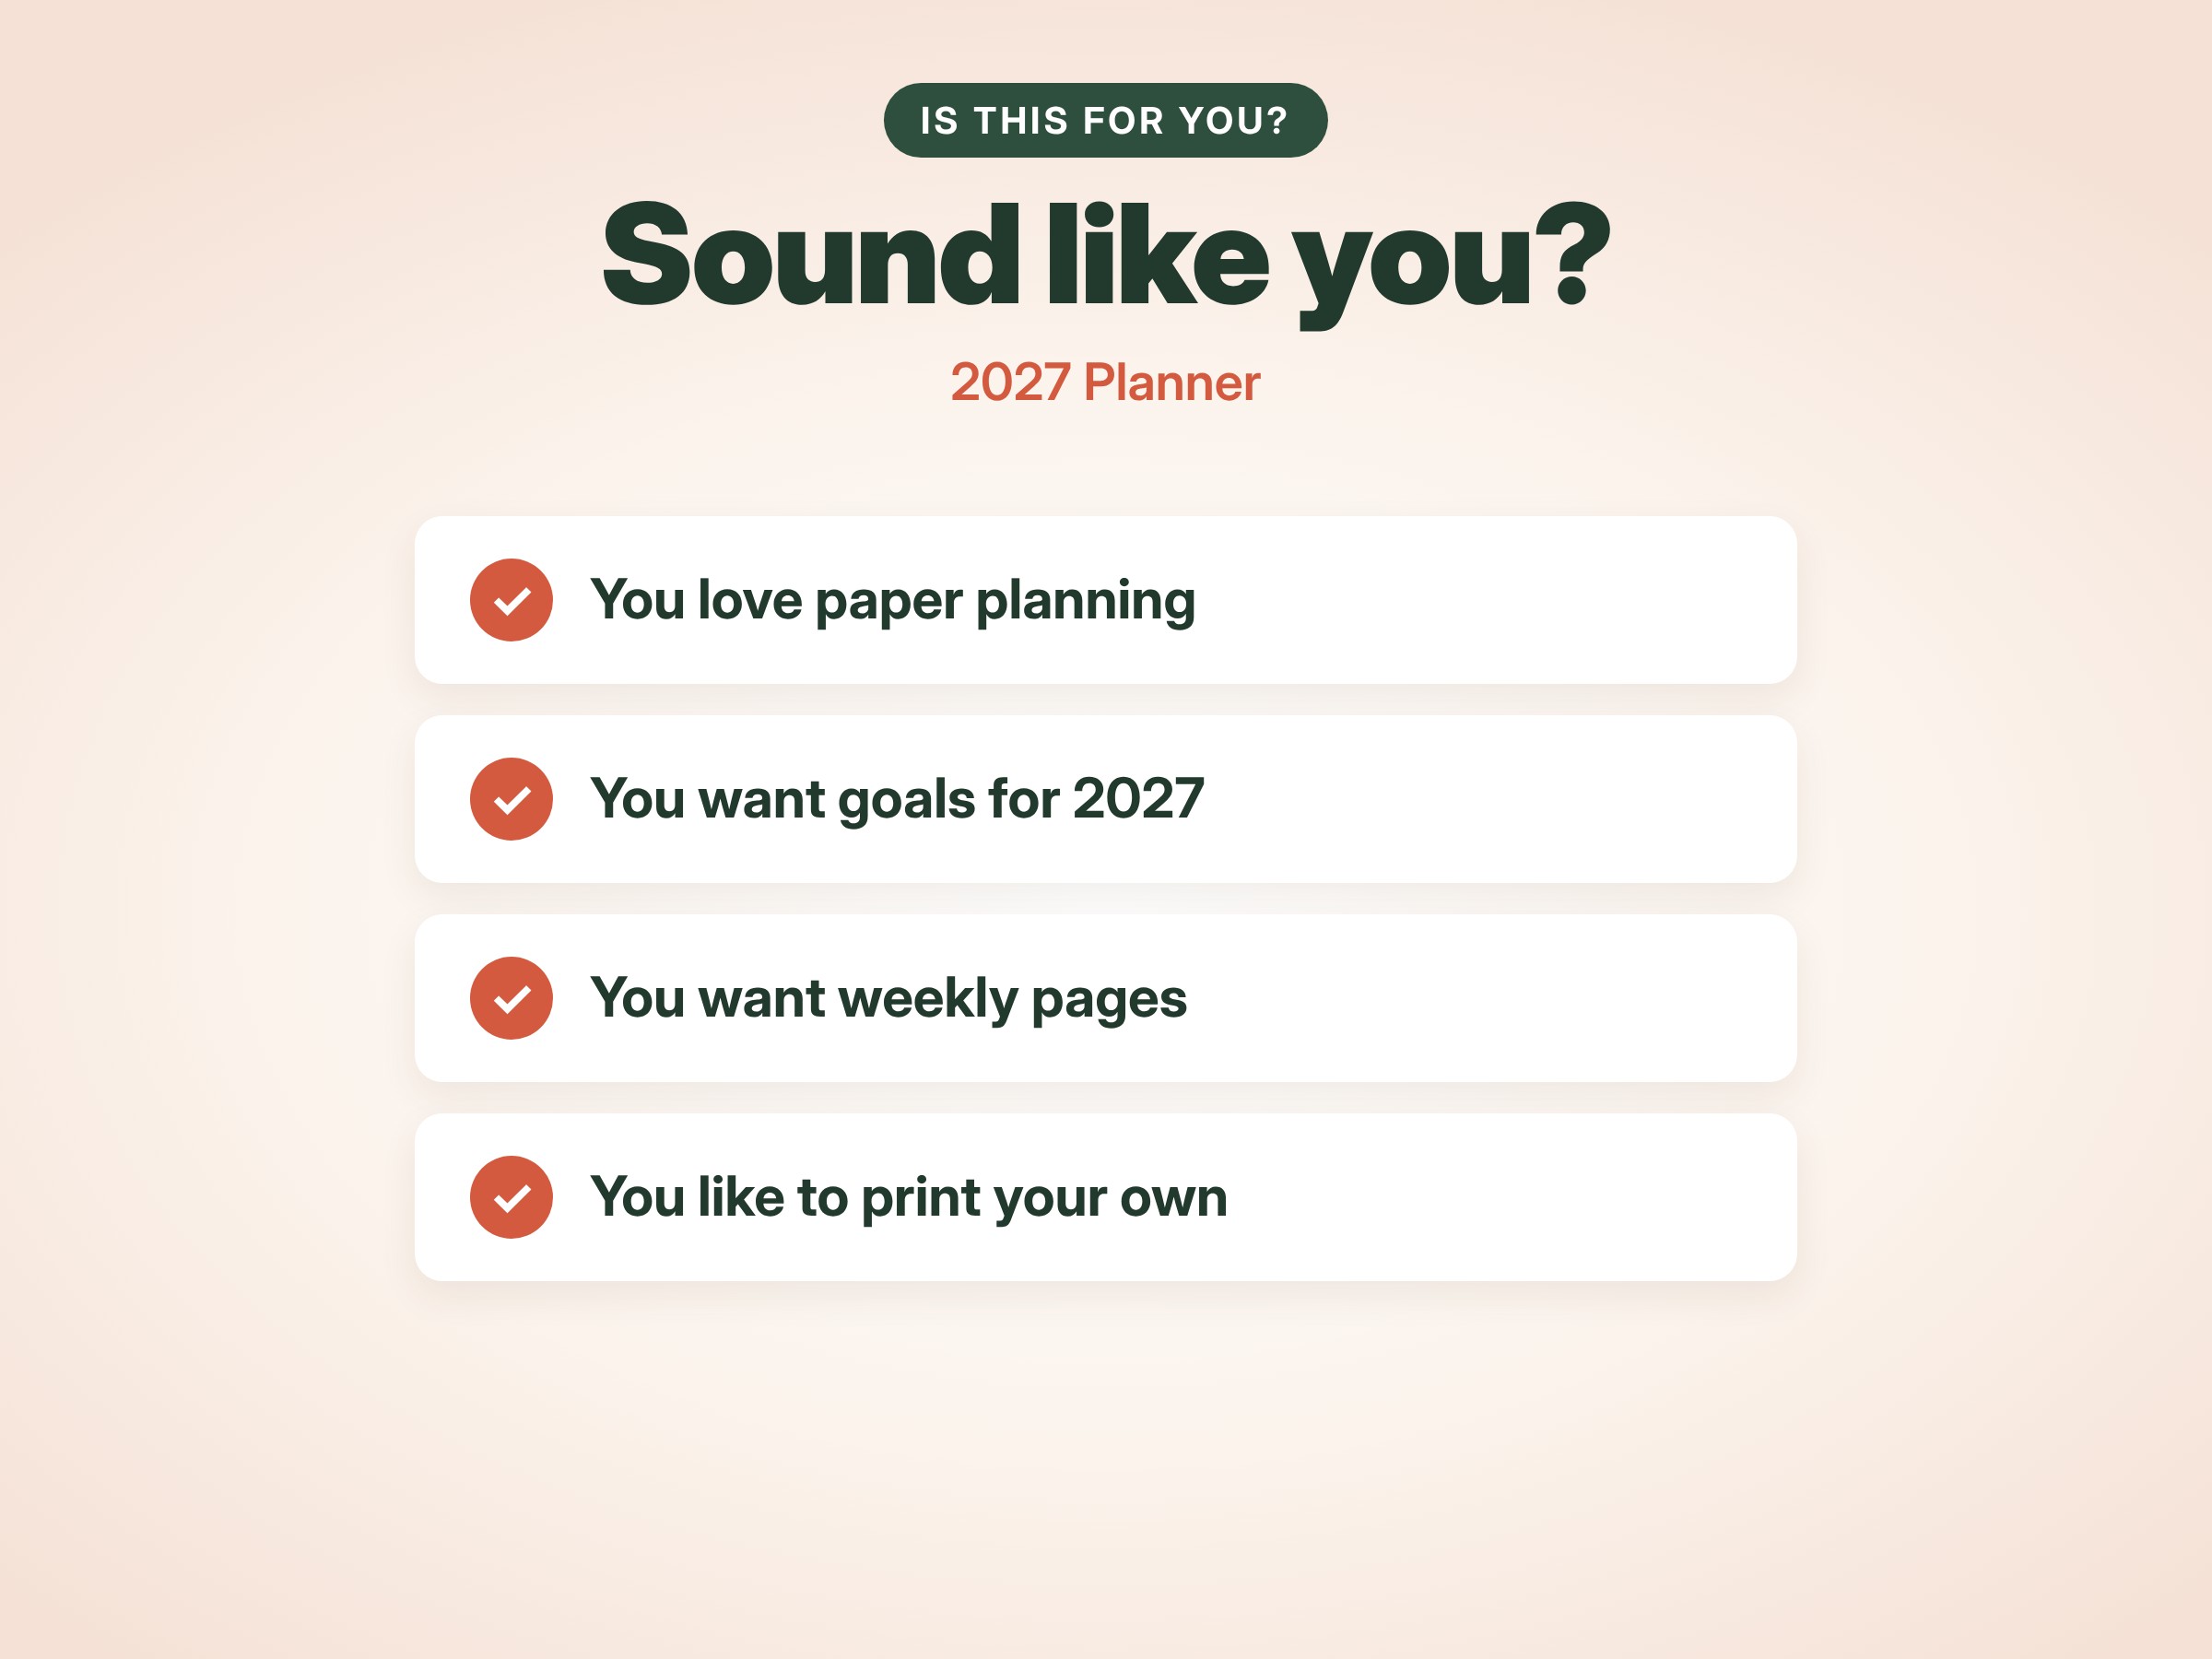 IS THIS FOR YOU?
Sound like you?
2027 Planner
You love paper planning
You want goals for 2027
You want weekly pages
You like to print your own